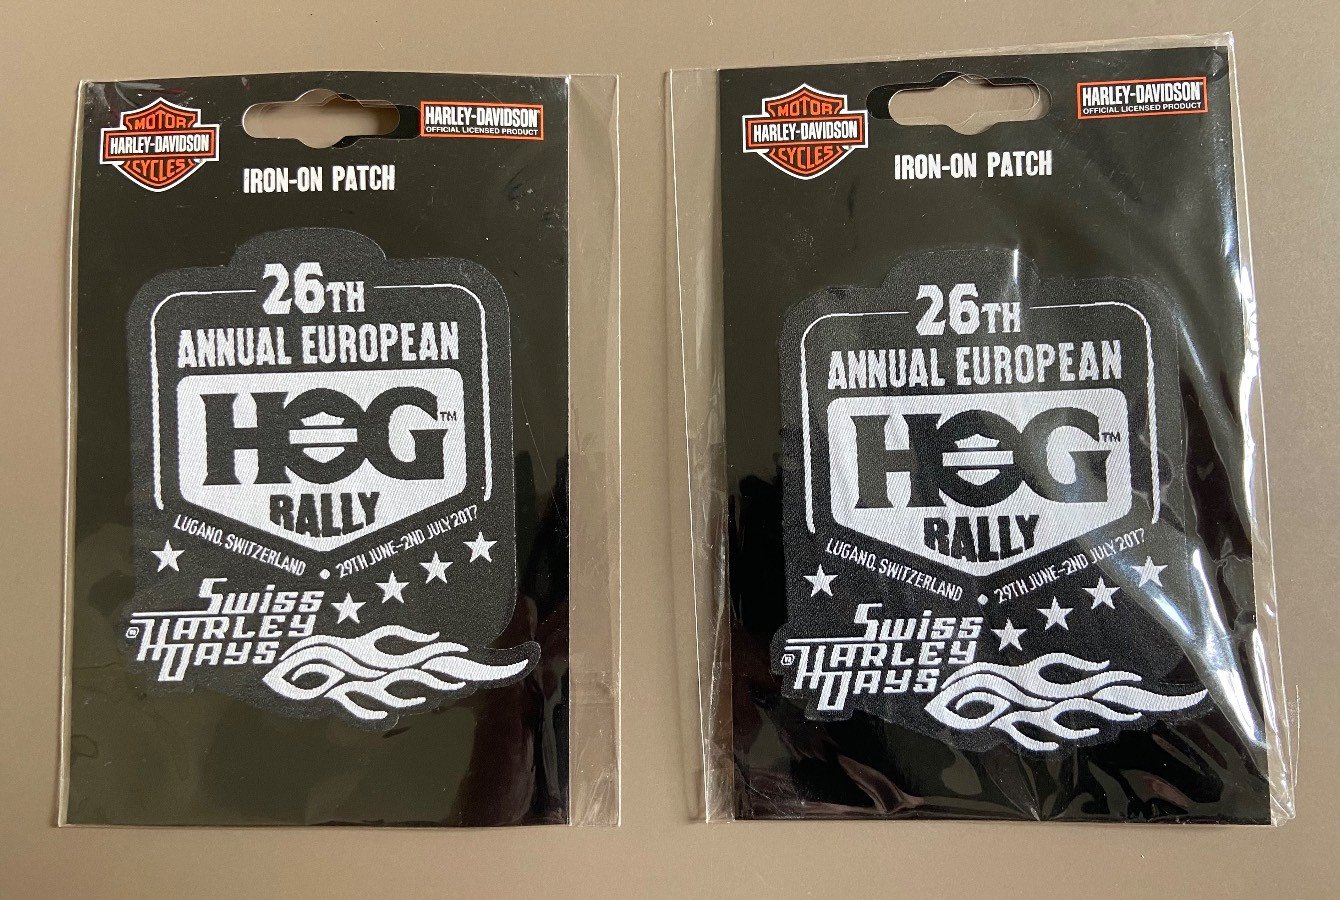 MOTOR
HARLEY-DAVIDSON
CYCLES
HARLEY-DAVIDSON®
OFFICIAL LICENSED PRODUCT
IRON-ON PATCH
26TH
ANNUAL EUROPEAN
HOG™
RALLY
LUGANO, SWITZERLAND • 29TH JUNE-2ND JULY 2017
SWISS
HARLEY
DAYS
MOTOR
HARLEY-DAVIDSON
CYCLES
HARLEY-DAVIDSON®
OFFICIAL LICENSED PRODUCT
IRON-ON PATCH
26TH
ANNUAL EUROPEAN
HOG™
RALLY
LUGANO, SWITZERLAND • 29TH JUNE-2ND JULY 2017
SWISS
HARLEY
DAYS